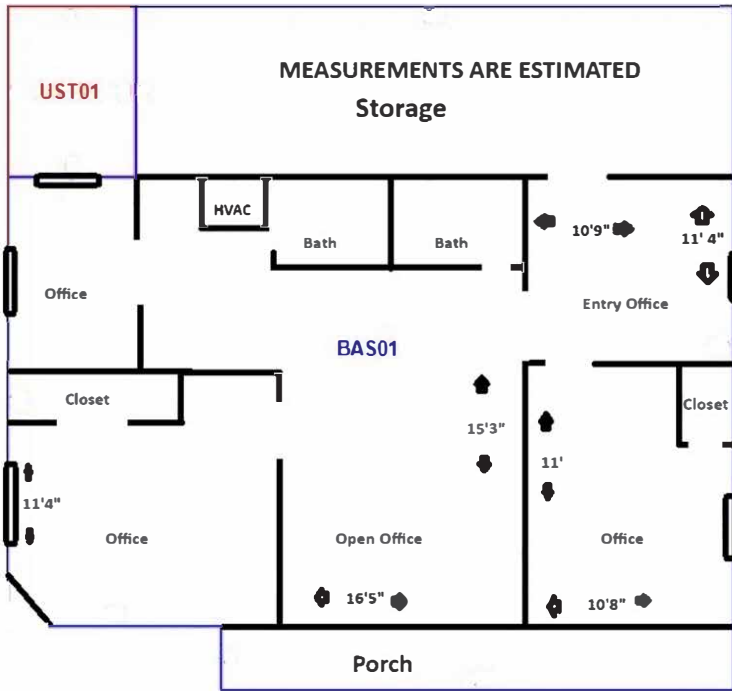 MEASUREMENTS ARE ESTIMATED
UST01
Storage
HVAC
Bath
Bath
10'9"
11' 4"
Office
Entry Office
BAS01
Closet
Closet
15'3"
11'
11'4"
Office
Open Office
Office
16'5"
10'8"
Porch